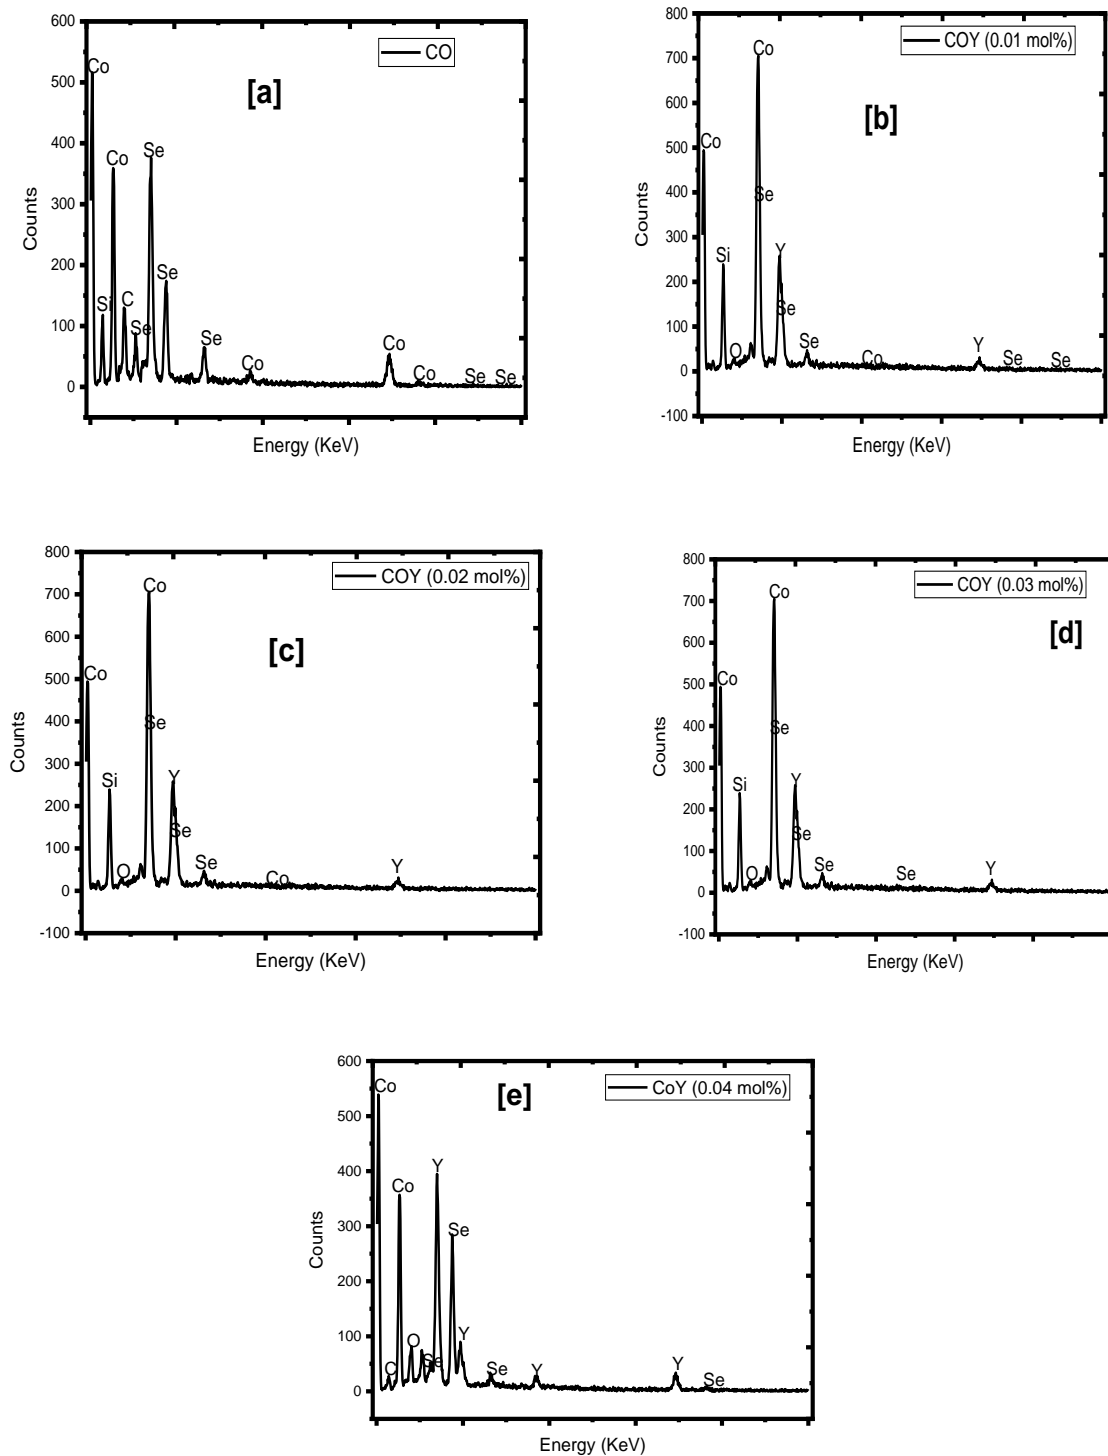 CO
[a]
600
500
400
300
200
100
0
Counts
Co
Co
Se
Si
C
Se
Se
Se
Co
Co
Co
Se
Se
Energy (KeV)
COY (0.01 mol%)
[b]
800
700
600
500
400
300
200
100
0
-100
Counts
Co
Co
Se
Si
Y
O
Se
Se
Co
Y
Se
Se
Energy (KeV)
COY (0.02 mol%)
[c]
800
700
600
500
400
300
200
100
0
-100
Counts
Co
Co
Se
Si
Y
O
Se
Se
Co
Y
Energy (KeV)
COY (0.03 mol%)
[d]
800
700
600
500
400
300
200
100
0
-100
Counts
Co
Co
Se
Si
Y
O
Se
Se
Se
Y
Energy (KeV)
CoY (0.04 mol%)
[e]
600
500
400
300
200
100
0
Counts
Co
Co
Y
Se
O
Y
Se
Se
Y
Y
Se
Energy (KeV)